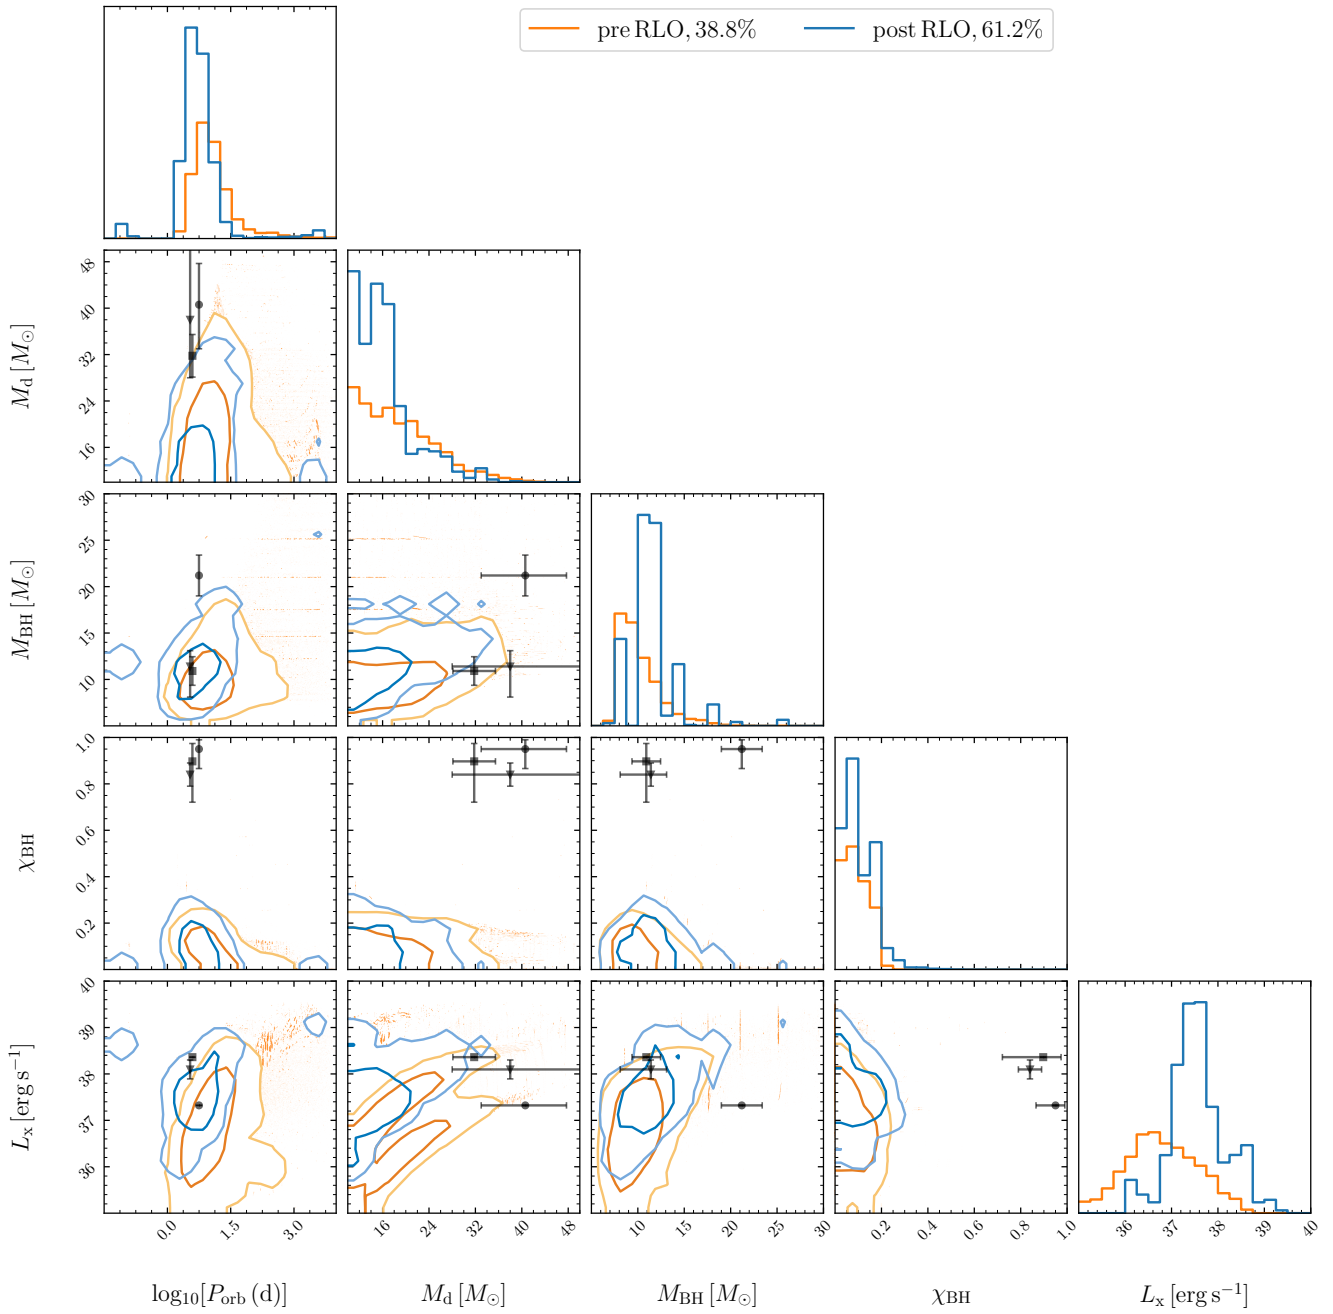 pre RLO, 38.8% post RLO, 61.2%
48
40
32
24
16
M_d [M_⊙]
30
25
20
15
10
M_BH [M_⊙]
1.0
0.8
0.6
0.4
0.2
χ_BH
40
39
38
37
36
L_x [erg s⁻¹]
0.0 1.5 3.0 16 24 32 40 48 10 15 20 25 30 0.2 0.4 0.6 0.8 1.0 36 37 38 39 40
log₁₀[P_orb (d)] M_d [M_⊙] M_BH [M_⊙] χ_BH L_x [erg s⁻¹]